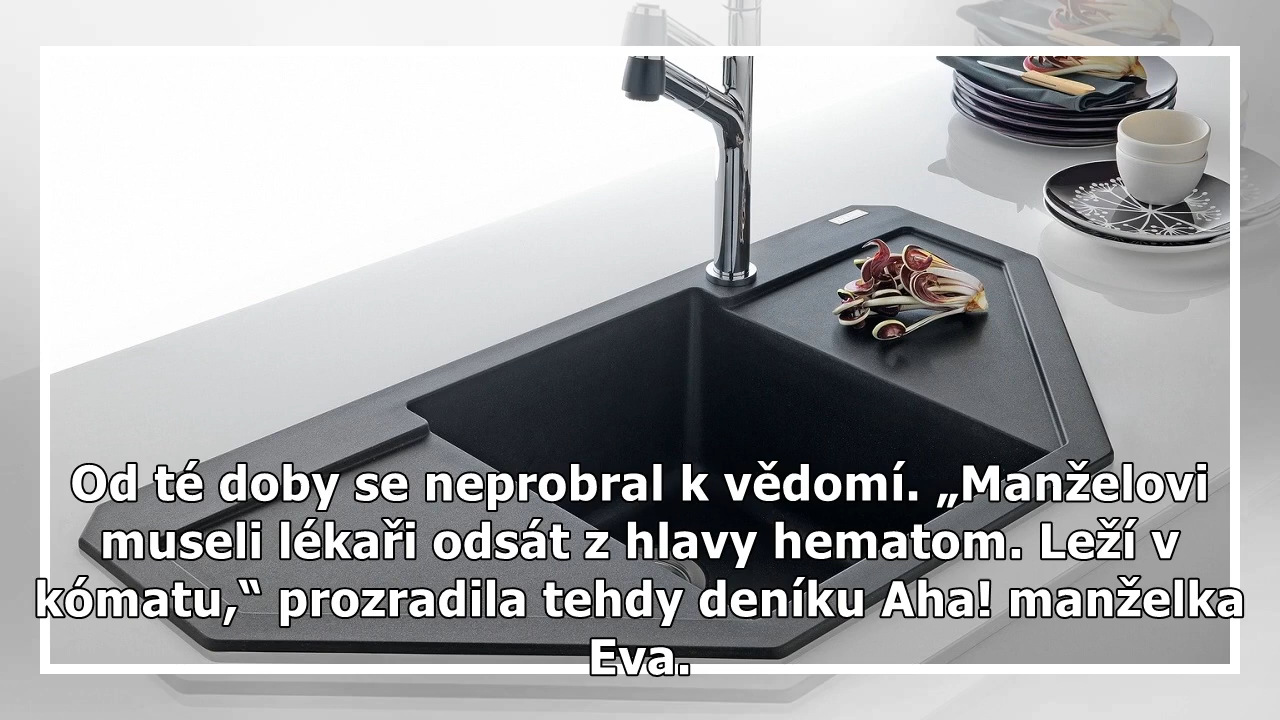 Od té doby se neprobral k vědomí. „Manželovi
museli lékaři odsát z hlavy hematom. Leží v
kómatu,“ prozradila tehdy deníku Aha! manželka
Eva.